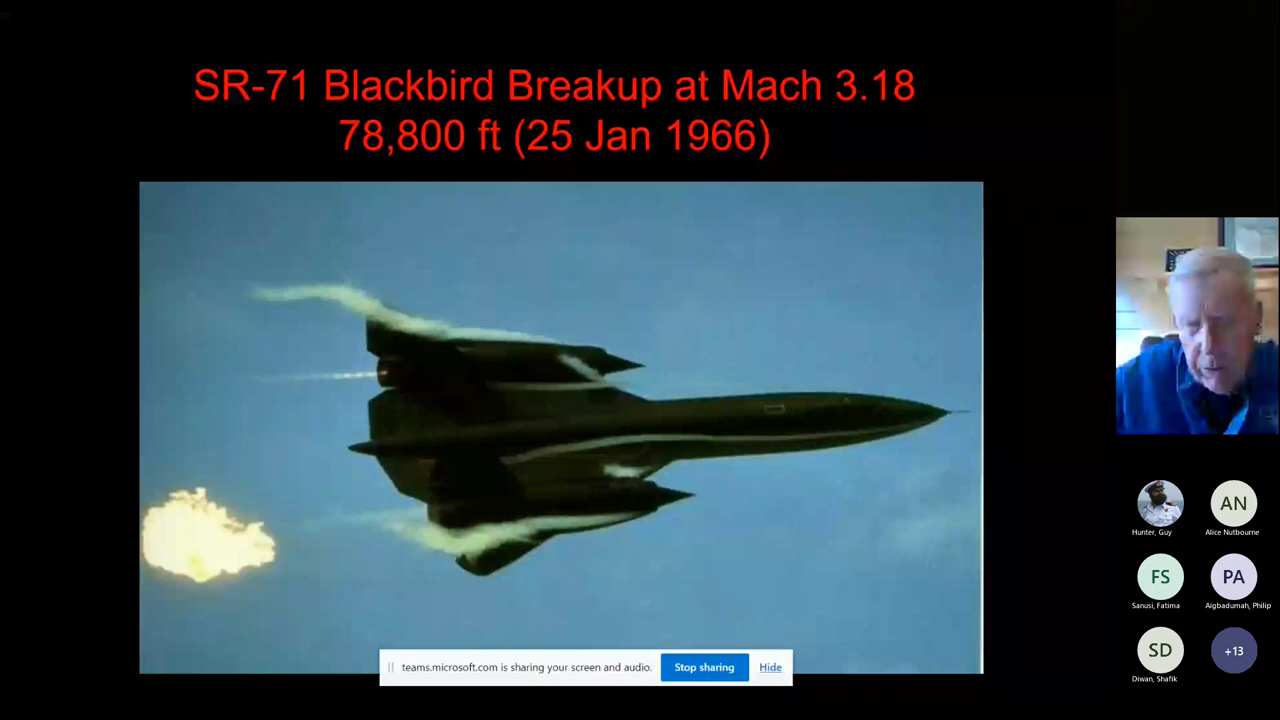 SR-71 Blackbird Breakup at Mach 3.18
78,800 ft (25 Jan 1966)
teams.microsoft.com is sharing your screen and audio.
Stop sharing
Hide
AN
Hunter, Guy
Alice Nutbourne
FS
PA
Sanusi, Fatima
Aigbadumah, Philip
SD
+13
Diwan, Shafik